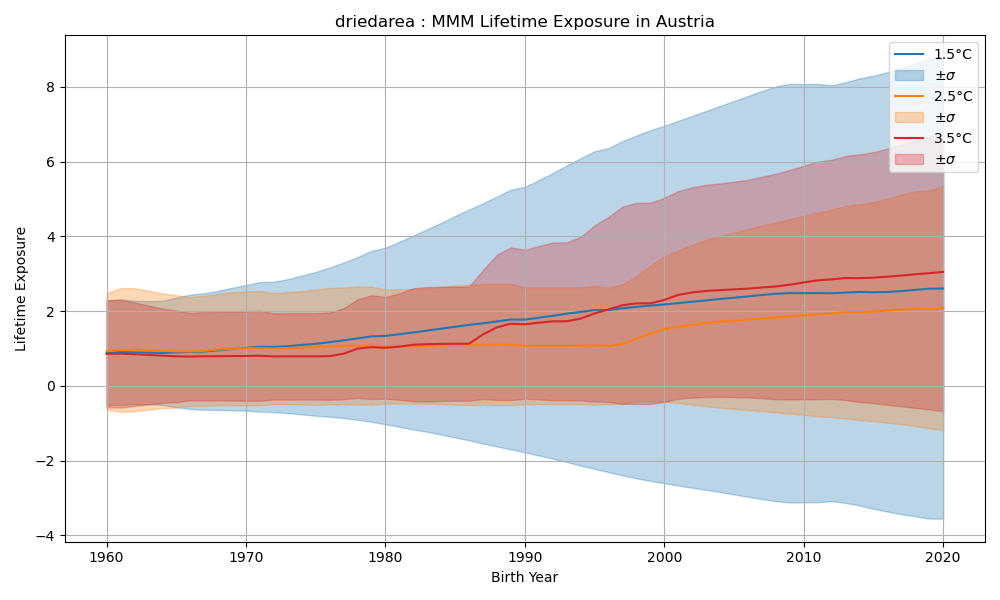 driedarea : MMM Lifetime Exposure in Austria
Lifetime Exposure
8
6
4
2
0
−2
−4
1960 1970 1980 1990 2000 2010 2020
Birth Year
1.5°C
±σ
2.5°C
±σ
3.5°C
±σ